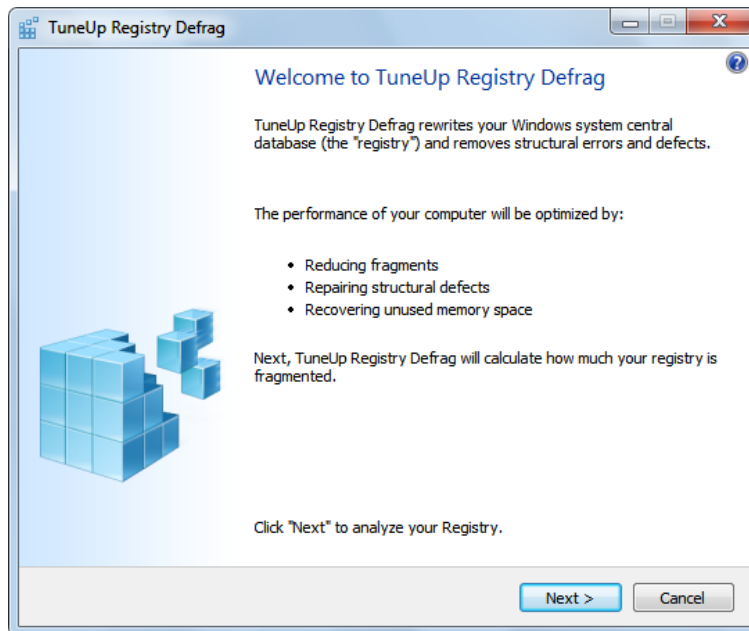 TuneUp Registry Defrag
Welcome to TuneUp Registry Defrag
TuneUp Registry Defrag rewrites your Windows system central
database (the "registry") and removes structural errors and defects.
The performance of your computer will be optimized by:
• Reducing fragments
• Repairing structural defects
• Recovering unused memory space
Next, TuneUp Registry Defrag will calculate how much your registry is
fragmented.
Click "Next" to analyze your Registry.
Next >
Cancel